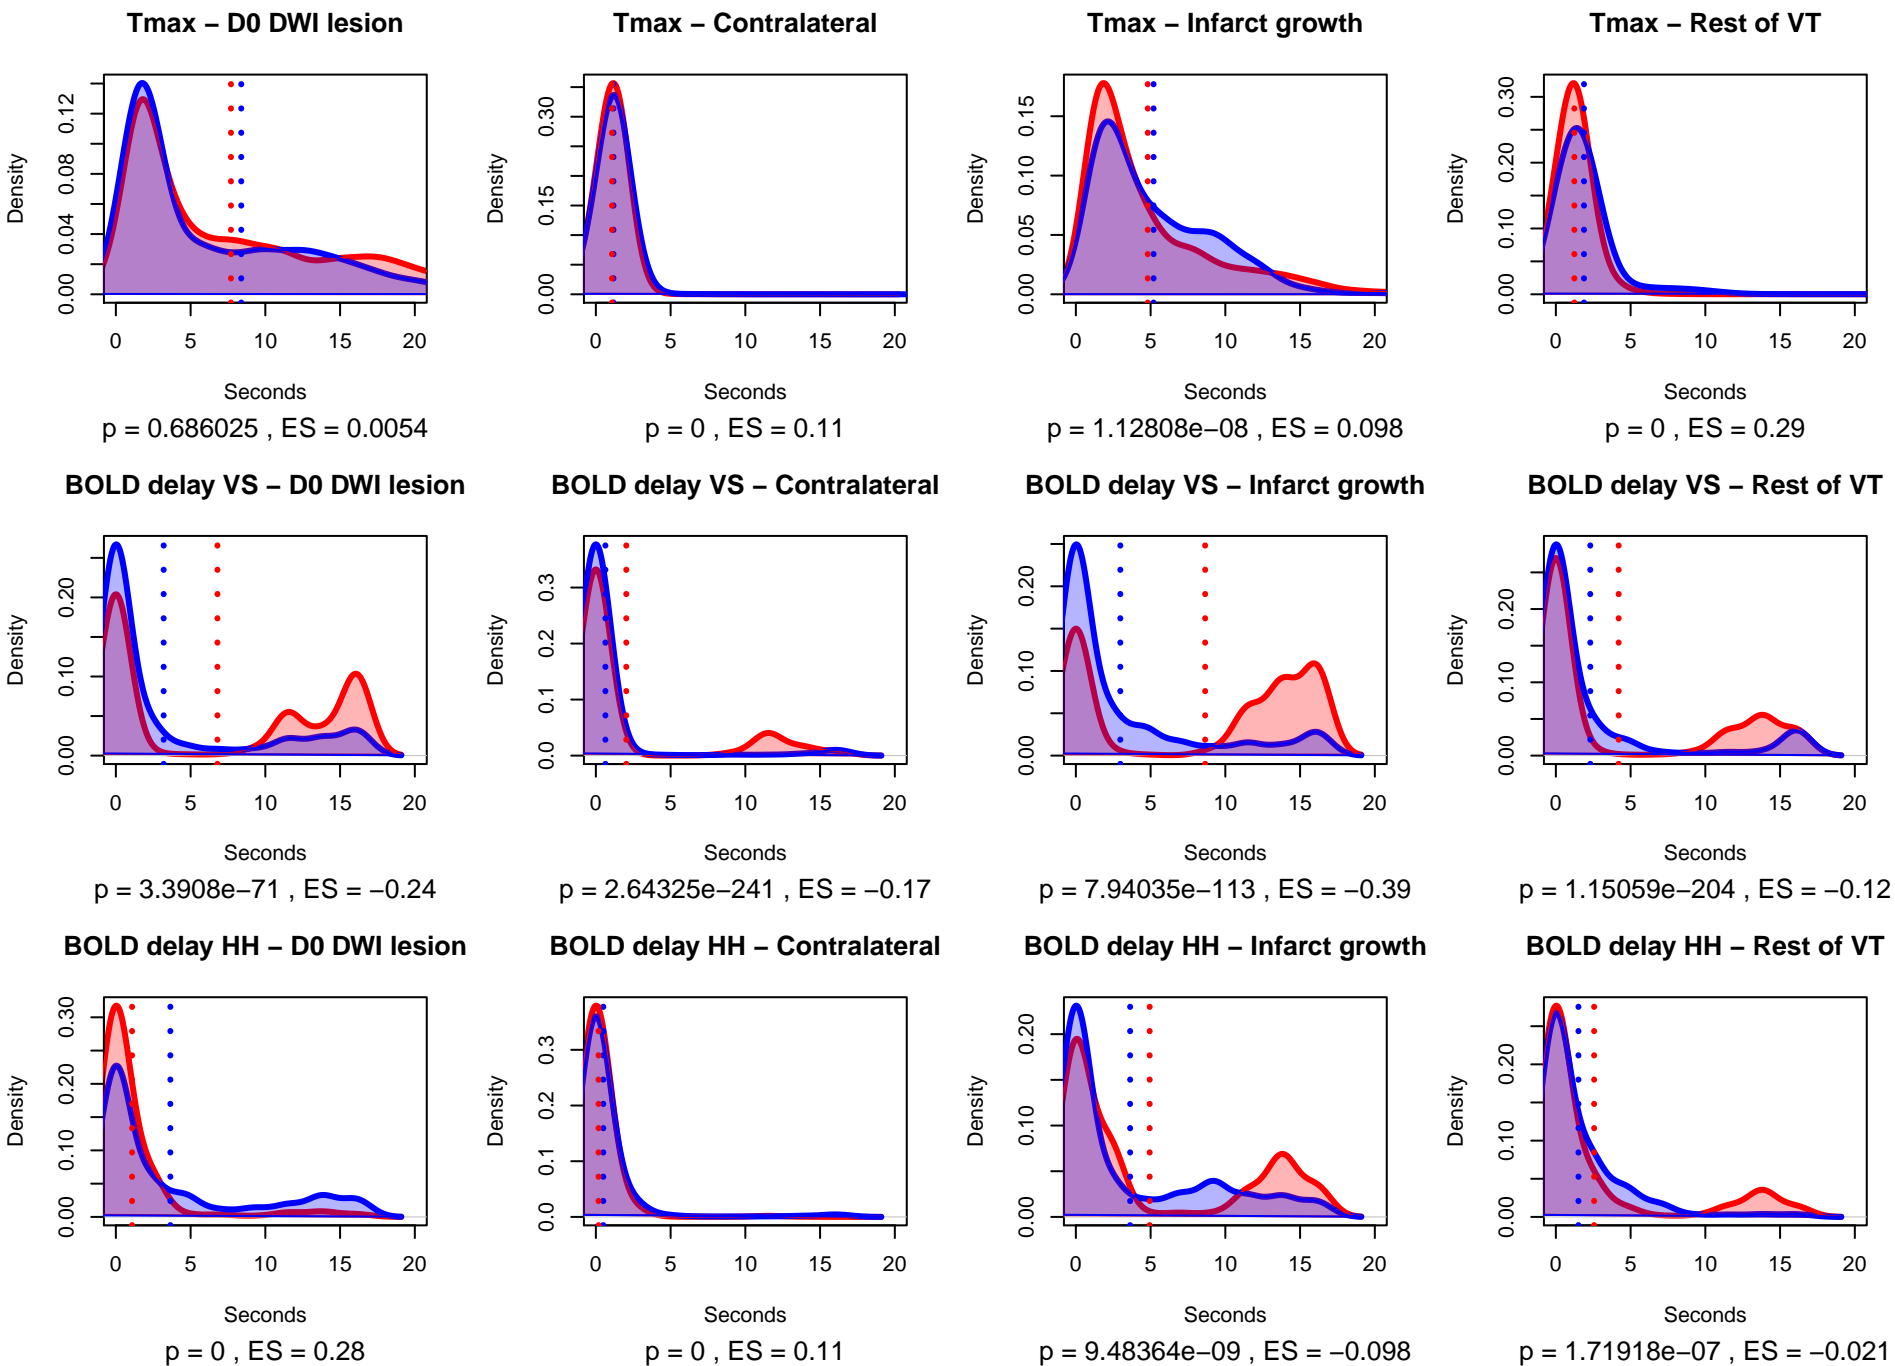 Tmax – D0 DWI lesion
Density
0.00 0.04 0.08 0.12
0 5 10 15 20
Seconds
p = 0.686025 , ES = 0.0054
Tmax – Contralateral
Density
0.00 0.15 0.30
0 5 10 15 20
Seconds
p = 0 , ES = 0.11
Tmax – Infarct growth
Density
0.00 0.05 0.10 0.15
0 5 10 15 20
Seconds
p = 1.12808e−08 , ES = 0.098
Tmax – Rest of VT
Density
0.00 0.10 0.20 0.30
0 5 10 15 20
Seconds
p = 0 , ES = 0.29
BOLD delay VS – D0 DWI lesion
Density
0.00 0.10 0.20
0 5 10 15 20
Seconds
p = 3.3908e−71 , ES = −0.24
BOLD delay VS – Contralateral
Density
0.0 0.1 0.2 0.3
0 5 10 15 20
Seconds
p = 2.64325e−241 , ES = −0.17
BOLD delay VS – Infarct growth
Density
0.00 0.10 0.20
0 5 10 15 20
Seconds
p = 7.94035e−113 , ES = −0.39
BOLD delay VS – Rest of VT
Density
0.00 0.10 0.20
0 5 10 15 20
Seconds
p = 1.15059e−204 , ES = −0.12
BOLD delay HH – D0 DWI lesion
Density
0.00 0.10 0.20 0.30
0 5 10 15 20
Seconds
p = 0 , ES = 0.28
BOLD delay HH – Contralateral
Density
0.0 0.1 0.2 0.3
0 5 10 15 20
Seconds
p = 0 , ES = 0.11
BOLD delay HH – Infarct growth
Density
0.00 0.10 0.20
0 5 10 15 20
Seconds
p = 9.48364e−09 , ES = −0.098
BOLD delay HH – Rest of VT
Density
0.00 0.10 0.20
0 5 10 15 20
Seconds
p = 1.71918e−07 , ES = −0.021